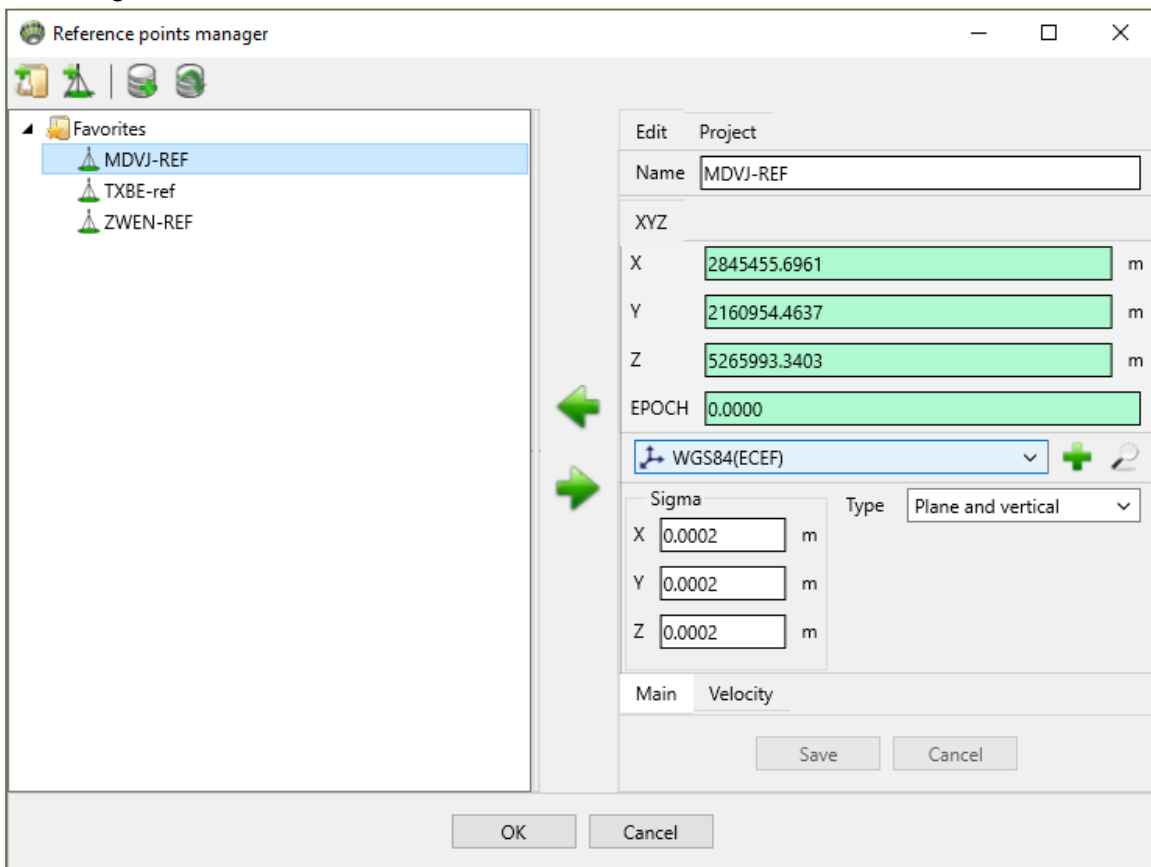 Reference points manager
Favorites
MDVJ-REF
TXBE-ref
ZWEN-REF
Edit Project
Name MDVJ-REF
XYZ
X 2845455.6961 m
Y 2160954.4637 m
Z 5265993.3403 m
EPOCH 0.0000
WGS84(ECEF)
Sigma
Type Plane and vertical
X 0.0002 m
Y 0.0002 m
Z 0.0002 m
Main Velocity
Save Cancel
OK Cancel